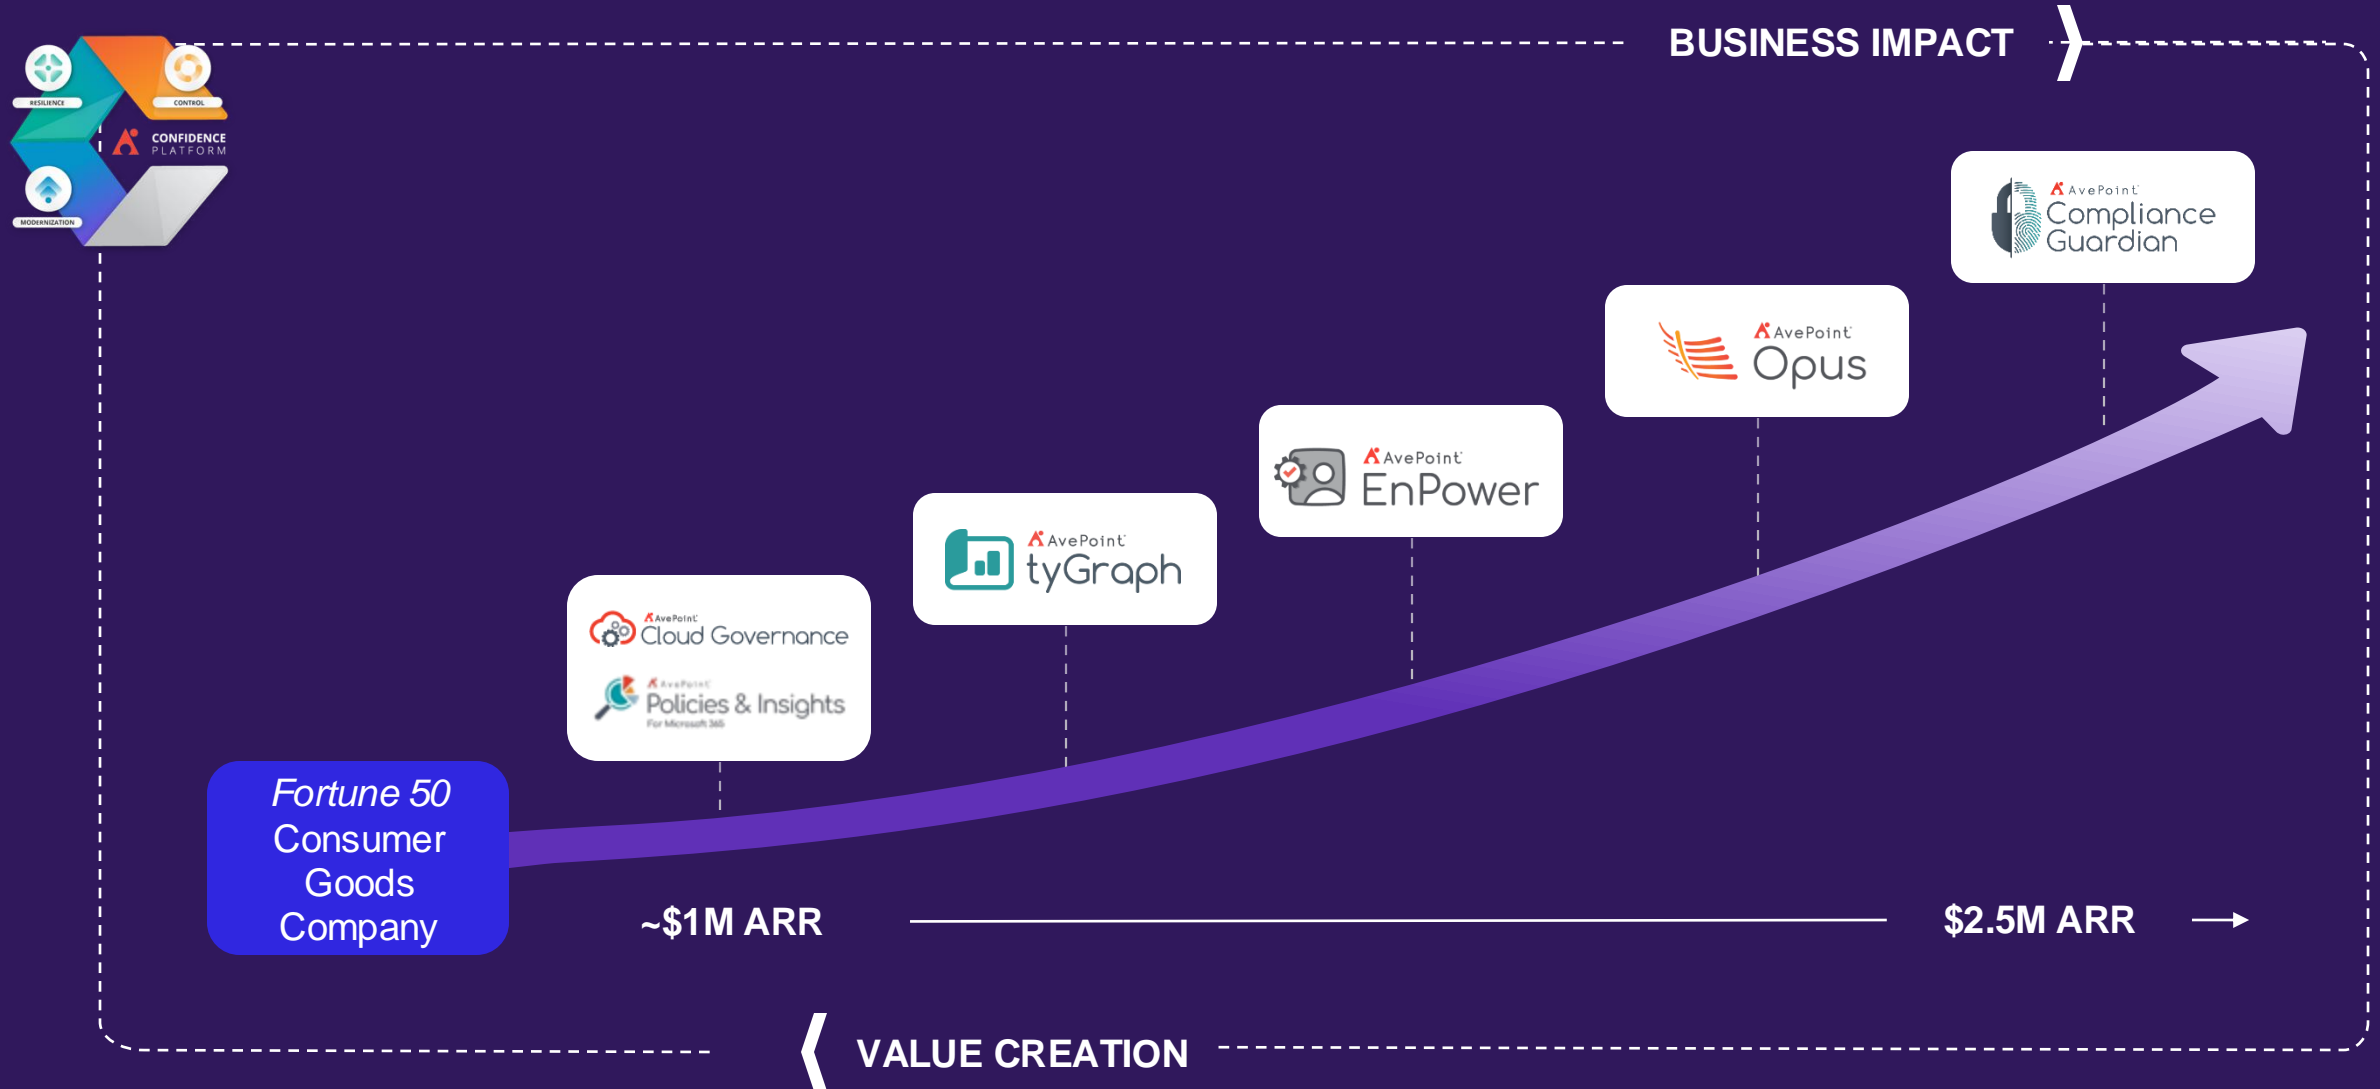 BUSINESS IMPACT
RESILIENCE
CONTROL
CONFIDENCE
PLATFORM
MODERNIZATION
AvePoint
Compliance
Guardian
AvePoint
Opus
AvePoint
EnPower
AvePoint
tyGraph
AvePoint
Cloud Governance
AvePoint
Policies & Insights
For Microsoft 365
Fortune 50
Consumer
Goods
Company
~$1M ARR
$2.5M ARR
VALUE CREATION